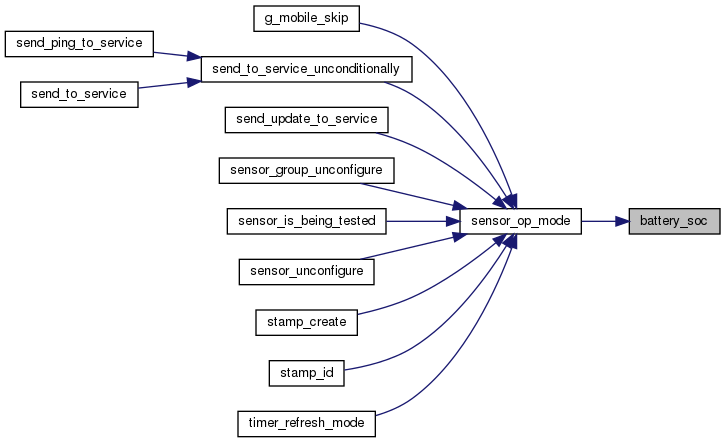 g_mobile_skip
send_ping_to_service
send_to_service_unconditionally
send_to_service
send_update_to_service
sensor_group_unconfigure
sensor_is_being_tested
sensor_op_mode
battery_soc
sensor_unconfigure
stamp_create
stamp_id
timer_refresh_mode